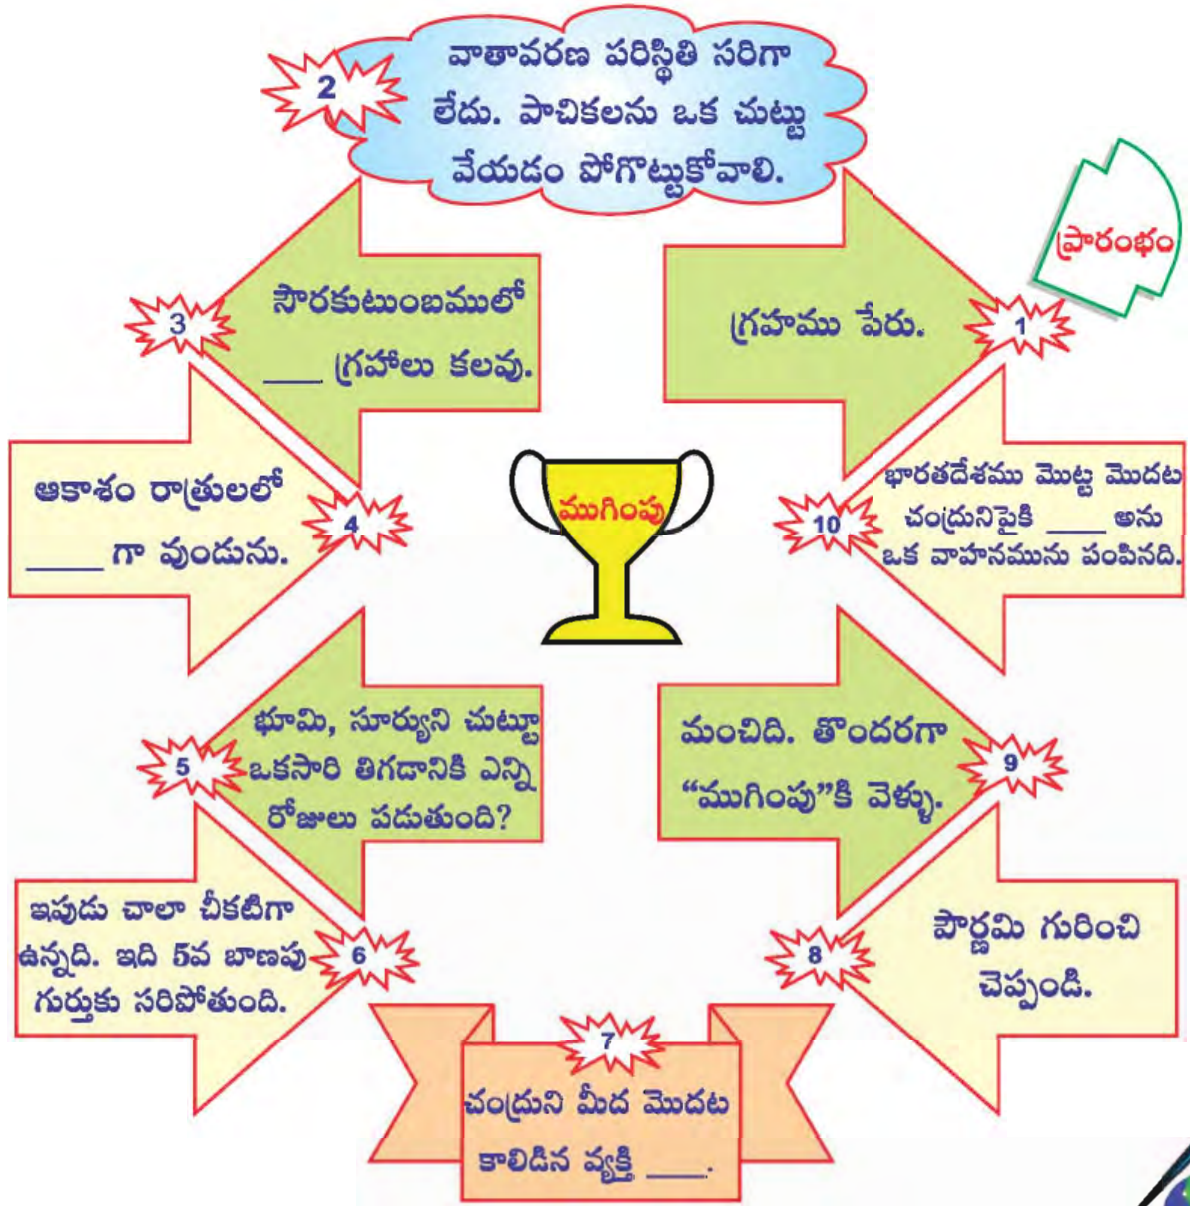 ప్రారంభం
1
గ్రహము పేరు.
2
వాతావరణ పరిస్థితి సరిగా
లేదు. పాచికలను ఒక చుట్టు
వేయడం పోగొట్టుకోవాలి.
3
సౌరకుటుంబములో
____ గ్రహాలు కలవు.
4
ఆకాశం రాత్రులలో
_____ గా వుండును.
5
భూమి, సూర్యుని చుట్టూ
ఒకసారి తిగడానికి ఎన్ని
రోజులు పడుతుంది?
6
ఇపుడు చాలా చీకటిగా
ఉన్నది. ఇది 5వ బాణపు
గుర్తుకు సరిపోతుంది.
7
చంద్రుని మీద మొదట
కాలిడిన వ్యక్తి ____.
8
పౌర్ణమి గురించి
చెప్పండి.
9
మంచిది. తొందరగా
“ముగింపు”కి వెళ్ళు.
10
భారతదేశము మొట్ట మొదట
చంద్రునిపైకి ____ అను
ఒక వాహనమును పంపినది.
ముగింపు